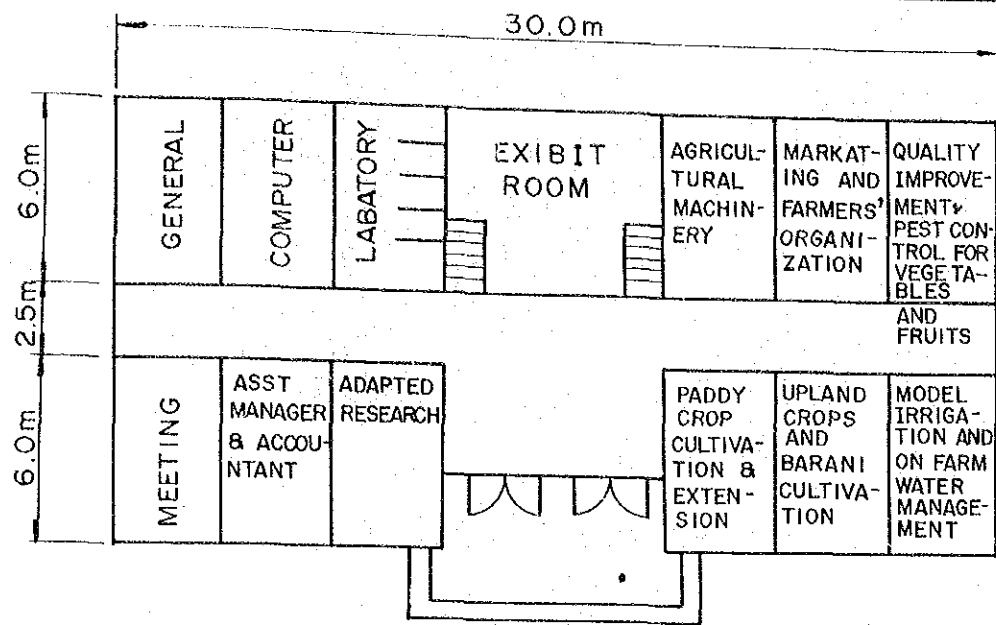 30.0m
6.0m
2.5m
6.0m
GENERAL
COMPUTER
LABATORY
EXIBIT
ROOM
AGRICUL-
TURAL
MACHIN-
ERY
MARKAT-
ING AND
FARMERS'
ORGANI-
ZATION
QUALITY
IMPROVE-
MENT&
PEST CON-
TROL FOR
VEGETA-
BLES
AND
FRUITS
MEETING
ASST
MANAGER
& ACCOU-
NTANT
ADAPTED
RESEARCH
PADDY
CROP
CULTIVA-
TION &
EXTEN-
SION
UPLAND
CROPS
AND
BARANI
CULTIVA-
TION
MODEL
IRRIGA-
TION AND
ON FARM
WATER
MANAGE-
MENT